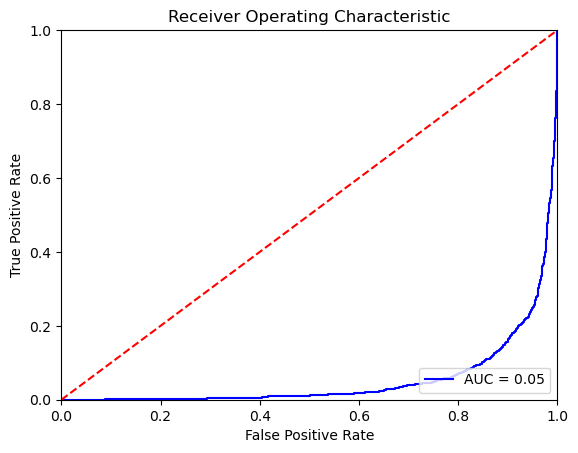 Receiver Operating Characteristic
True Positive Rate
1.0
0.8
0.6
0.4
0.2
0.0
AUC = 0.05
0.0 0.2 0.4 0.6 0.8 1.0
False Positive Rate